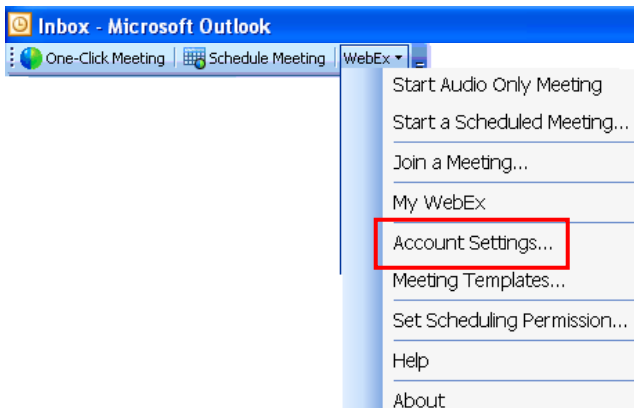 Inbox - Microsoft Outlook
One-Click Meeting Schedule Meeting WebEx
Start Audio Only Meeting
Start a Scheduled Meeting...
Join a Meeting...
My WebEx
Account Settings...
Meeting Templates...
Set Scheduling Permission...
Help
About